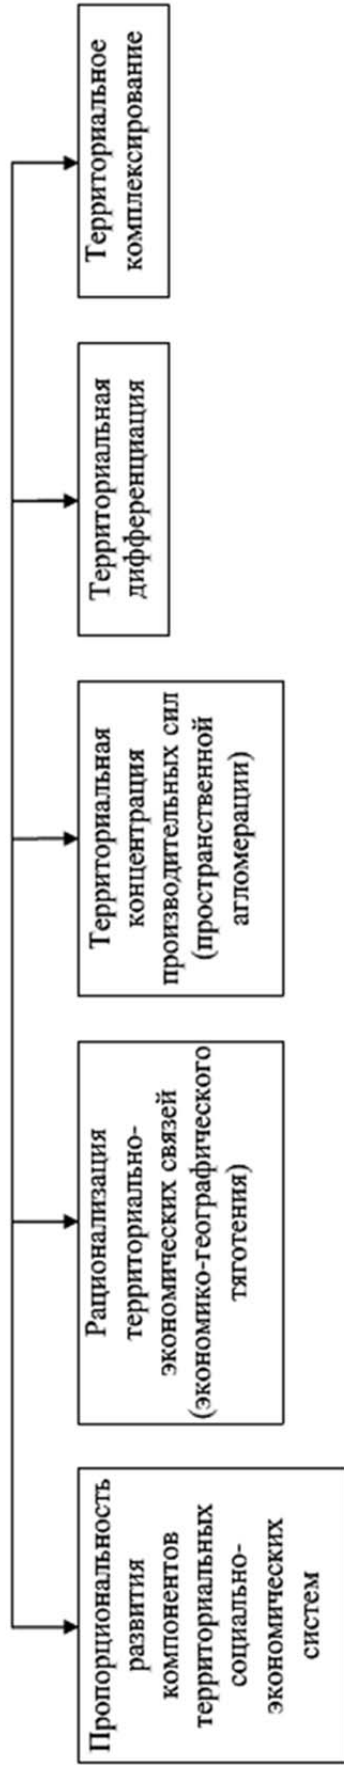 Пропорциональность
развития
компонентов
территориальных
социально-
экономических
систем
Рационализация
территориально-
экономических связей
(экономико-географического
тяготения)
Территориальная
концентрация
производительных сил
(пространственной
агломерации)
Территориальная
дифференциация
Территориальное
комплексирование